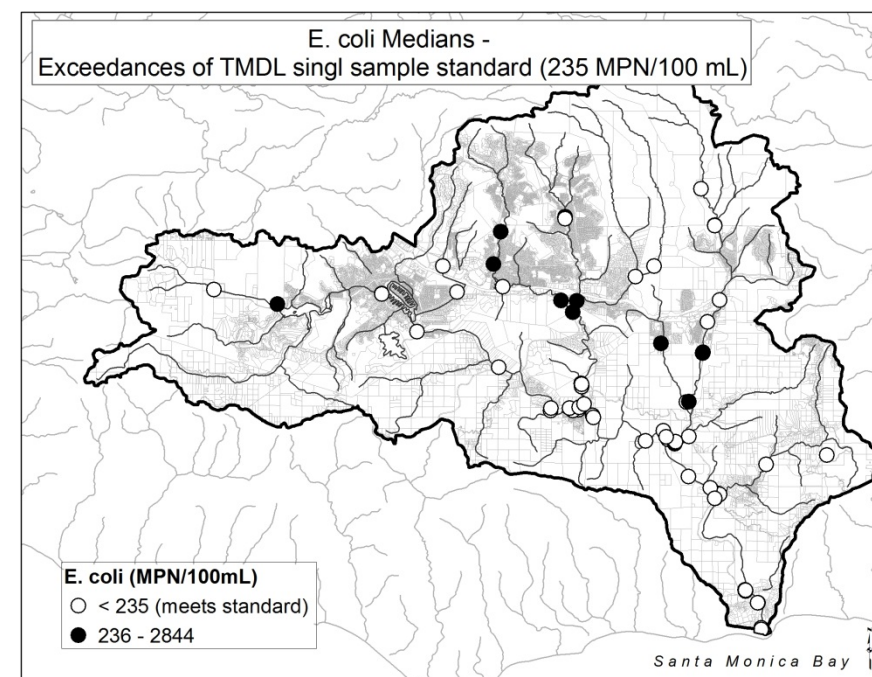 E. coli Medians -
Exceedances of TMDL singl sample standard (235 MPN/100 mL)
E. coli (MPN/100mL)
< 235 (meets standard)
236 - 2844
Santa Monica Bay